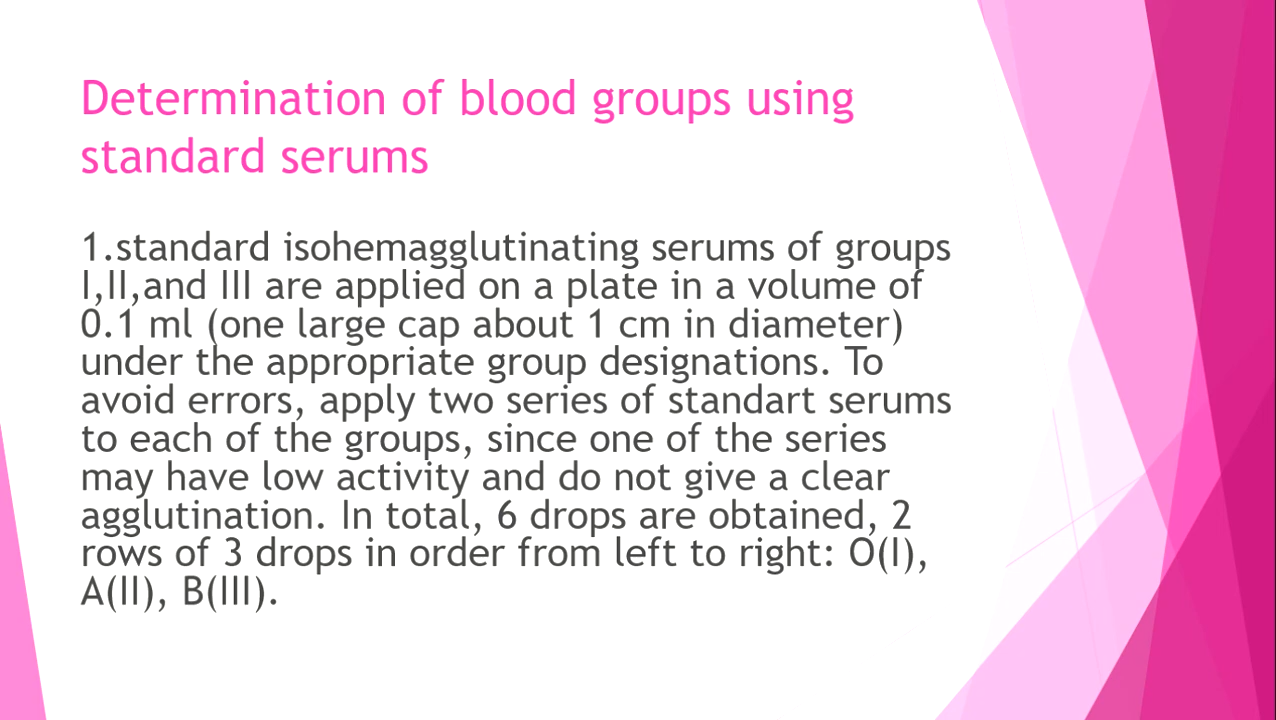 Determination of blood groups using
standard serums
1.standard isohemagglutinating serums of groups
I,II,and III are applied on a plate in a volume of
0.1 ml (one large cap about 1 cm in diameter)
under the appropriate group designations. To
avoid errors, apply two series of standart serums
to each of the groups, since one of the series
may have low activity and do not give a clear
agglutination. In total, 6 drops are obtained, 2
rows of 3 drops in order from left to right: O(I),
A(II), B(III).